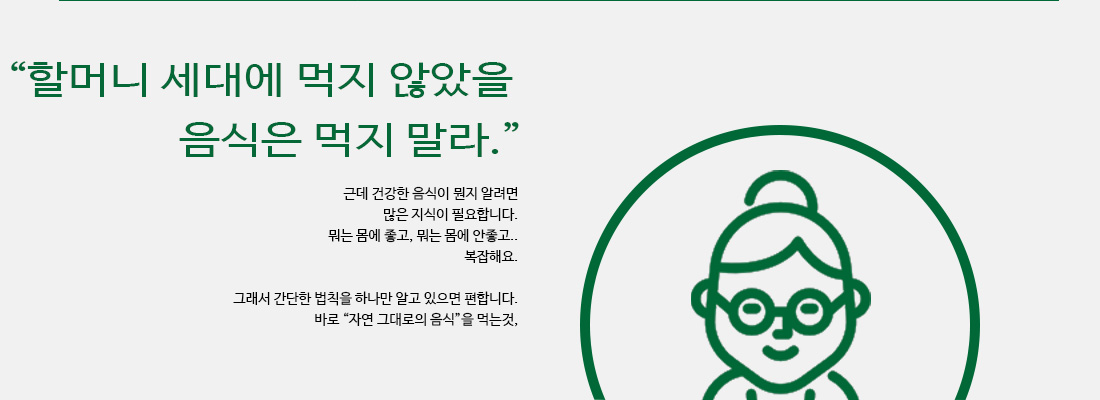 “할머니 세대에 먹지 않았을
음식은 먹지 말라.”
근데 건강한 음식이 뭔지 알려면
많은 지식이 필요합니다.
뭐는 몸에 좋고, 뭐는 몸에 안좋고..
복잡해요.
그래서 간단한 법칙을 하나만 알고 있으면 편합니다.
바로 “자연 그대로의 음식”을 먹는것,